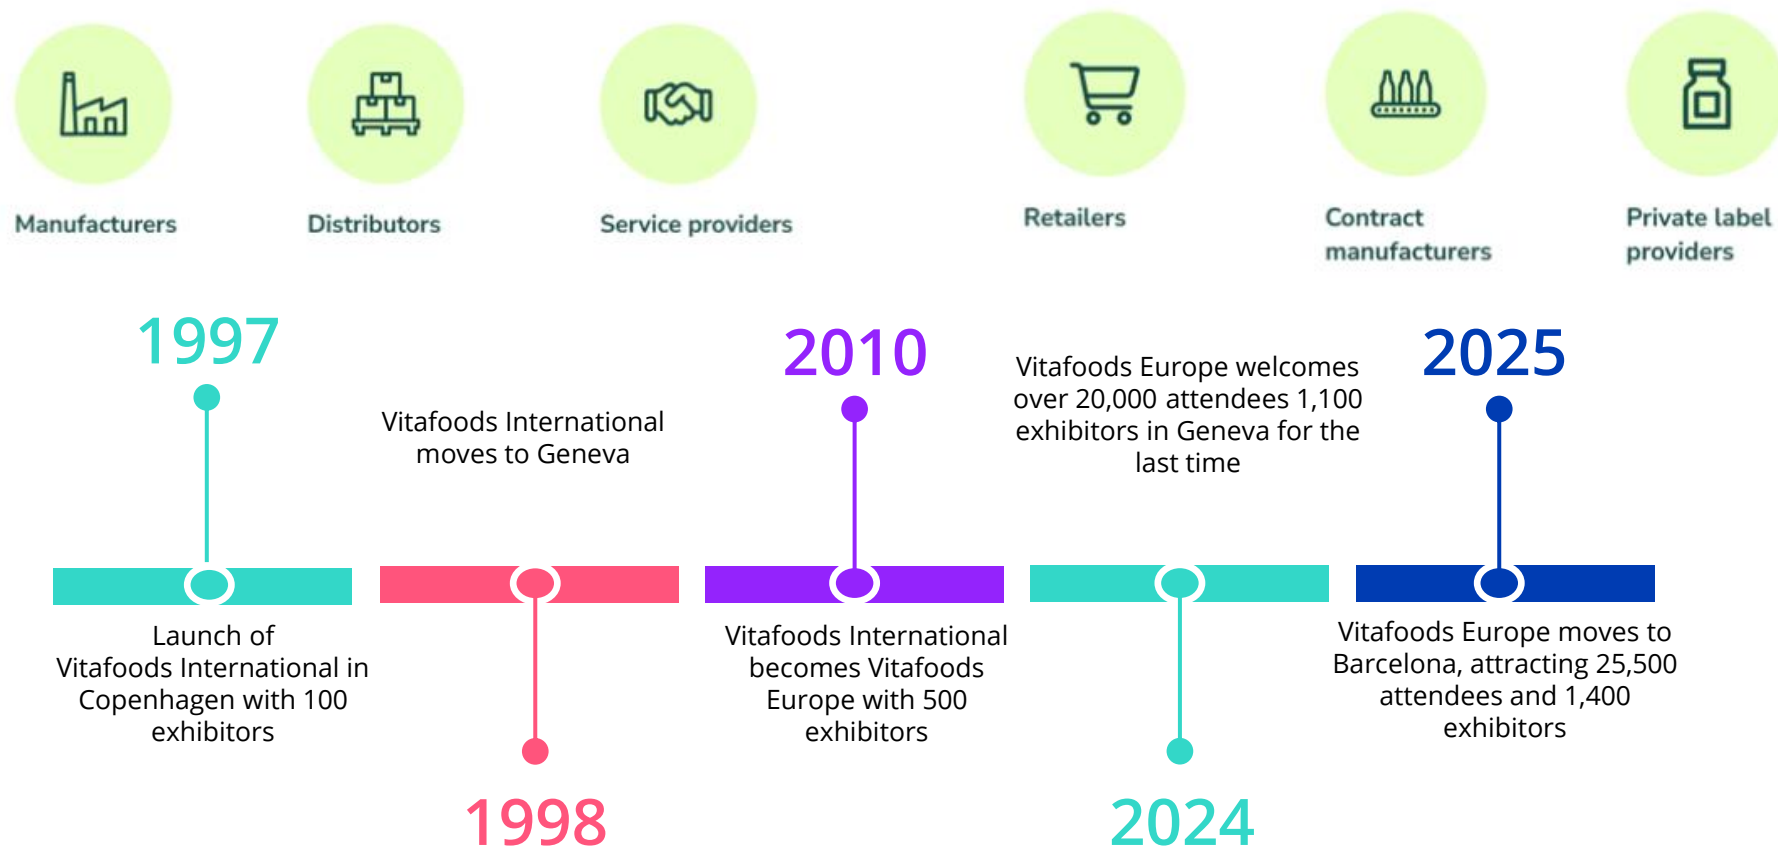 Manufacturers
Distributors
Service providers
Retailers
Contract
manufacturers
Private label
providers
1997
Launch of
Vitafoods International in
Copenhagen with 100
exhibitors
Vitafoods International
moves to Geneva
1998
2010
Vitafoods International
becomes Vitafoods
Europe with 500
exhibitors
Vitafoods Europe welcomes
over 20,000 attendees 1,100
exhibitors in Geneva for the
last time
2024
2025
Vitafoods Europe moves to
Barcelona, attracting 25,500
attendees and 1,400
exhibitors